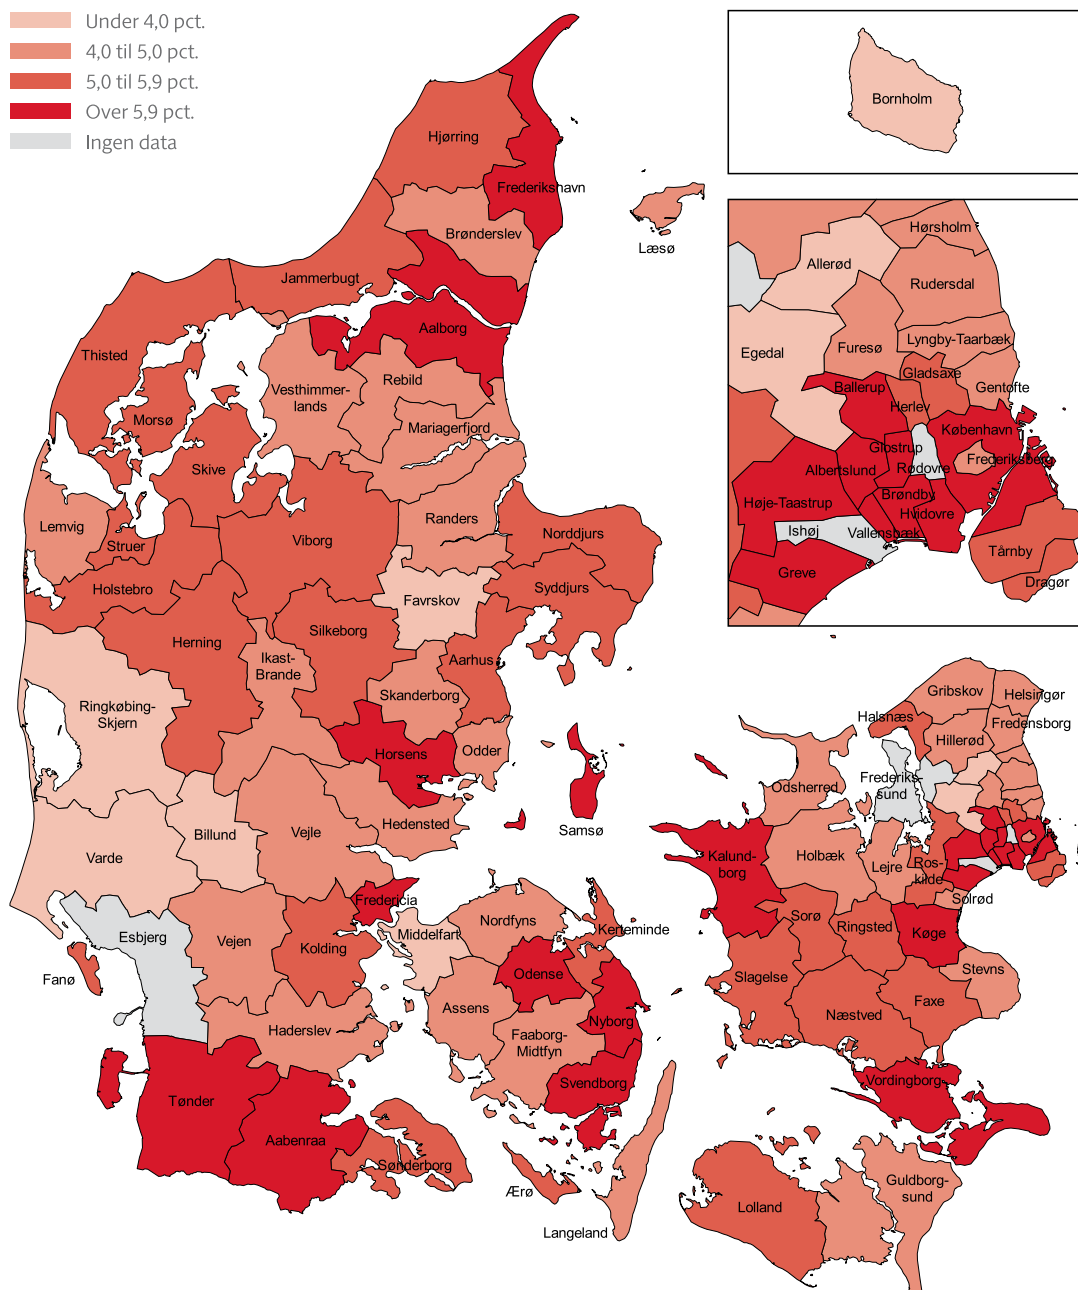 Under 4,0 pct.
4,0 til 5,0 pct.
5,0 til 5,9 pct.
Over 5,9 pct.
Ingen data
Bornholm
Hjørring
Frederikshavn
Brønderslev
Læsø
Jammerbugt
Aalborg
Thisted
Vesthimmer-
lands
Rebild
Morsø
Mariagerfjord
Skive
Lemvig
Struer
Viborg
Randers
Norddjurs
Holstebro
Favrskov
Syddjurs
Herning
Silkeborg
Ikast-
Brande
Aarhus
Skanderborg
Ringkøbing-
Skjern
Horsens
Odder
Hedensted
Samsø
Billund
Vejle
Varde
Fredericia
Esbjerg
Vejen
Kolding
Middelfart
Nordfyns
Kerteminde
Fanø
Odense
Assens
Nyborg
Haderslev
Faaborg-
Midtfyn
Svendborg
Tønder
Aabenraa
Sønderborg
Ærø
Langeland
Hørsholm
Allerød
Rudersdal
Egedal
Furesø
Lyngby-Taarbæk
Gladsaxe
Gentofte
Ballerup
Herlev
København
Glostrup
Frederiksberg
Albertslund
Rødovre
Høje-Taastrup
Brøndby
Hvidovre
Ishøj
Vallensbæk
Greve
Tårnby
Dragør
Gribskov
Helsingør
Halsnæs
Fredensborg
Hillerød
Frederiks-
sund
Odsherred
Kalund-
borg
Holbæk
Lejre
Ros-
kilde
Solrød
Sorø
Ringsted
Køge
Slagelse
Stevns
Næstved
Faxe
Vordingborg
Guldborg-
sund
Lolland